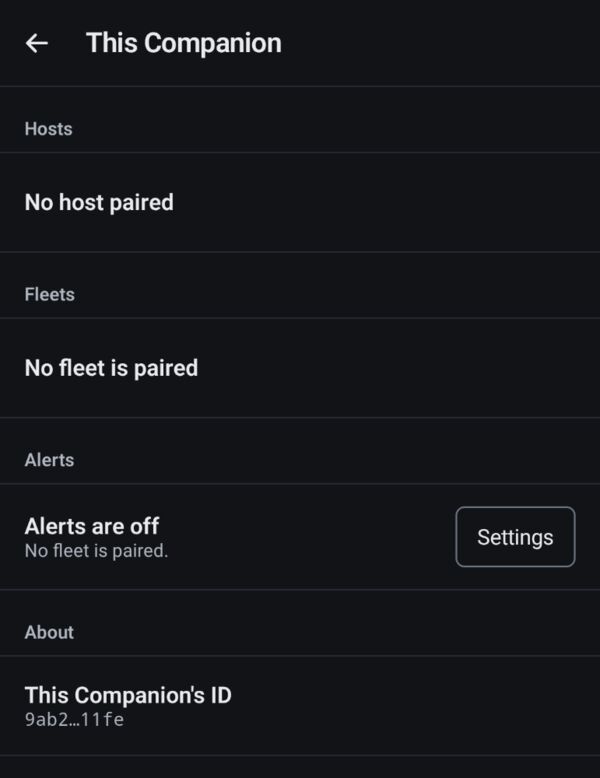 This Companion
Hosts
No host paired
Fleets
No fleet is paired
Alerts
Alerts are off
No fleet is paired.
Settings
About
This Companion's ID
9ab2…11fe